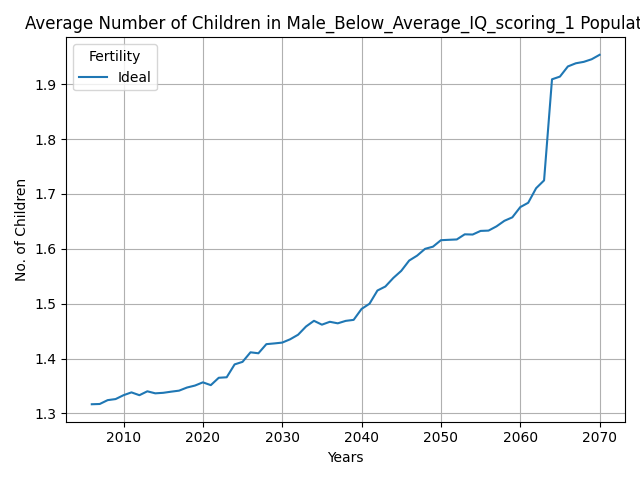 Average Number of Children in Male_Below_Average_IQ_scoring_1 Populat
Fertility
Ideal
No. of Children
1.9
1.8
1.7
1.6
1.5
1.4
1.3
2010 2020 2030 2040 2050 2060 2070
Years